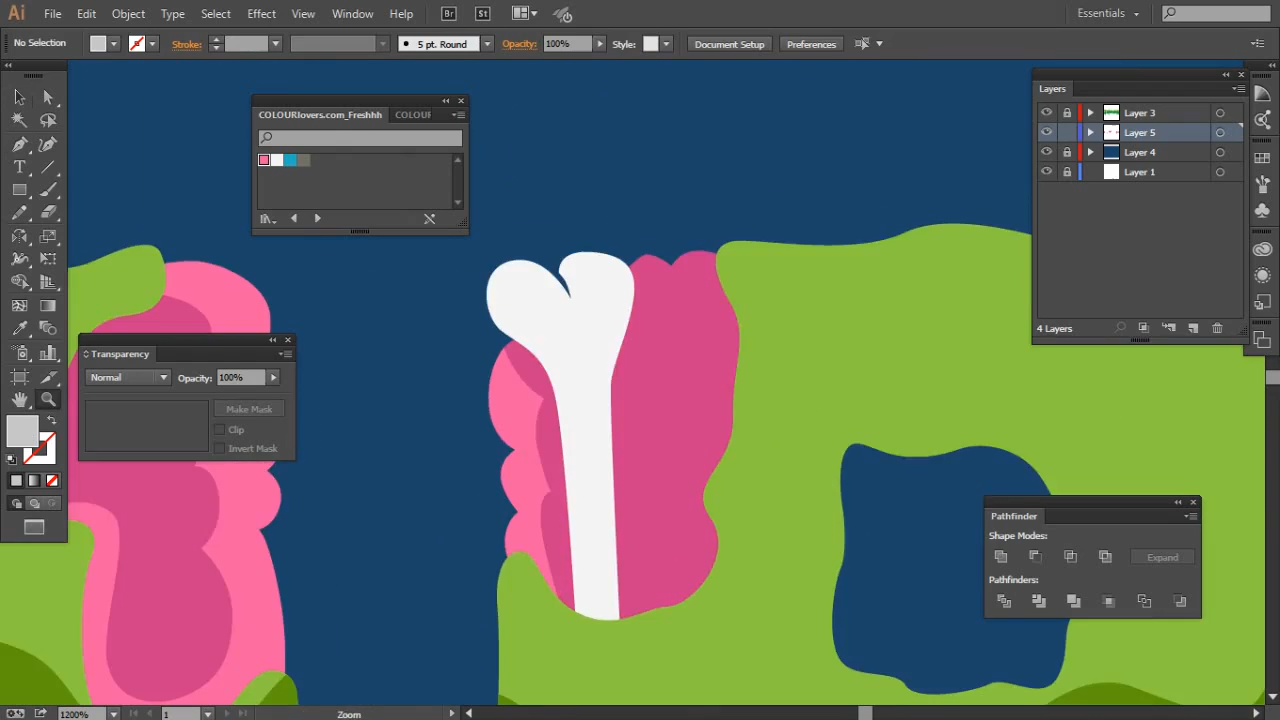 Ai File Edit Object Type Select Effect View Window Help Br St Essentials
No Selection Stroke: 5 pt. Round Opacity: 100% Style: Document Setup Preferences
Layers
Layer 3
Layer 5
Layer 4
Layer 1
4 Layers
COLOURlovers.com_Freshhh COLOUR
Transparency
Normal Opacity: 100%
Make Mask
Clip
Invert Mask
Pathfinder
Shape Modes:
Expand
Pathfinders:
1200% 1 Zoom